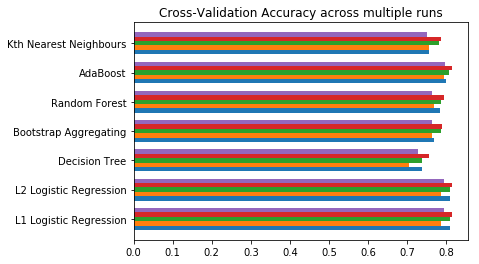 Cross-Validation Accuracy across multiple runs
Kth Nearest Neighbours
AdaBoost
Random Forest
Bootstrap Aggregating
Decision Tree
L2 Logistic Regression
L1 Logistic Regression
0.0 0.1 0.2 0.3 0.4 0.5 0.6 0.7 0.8